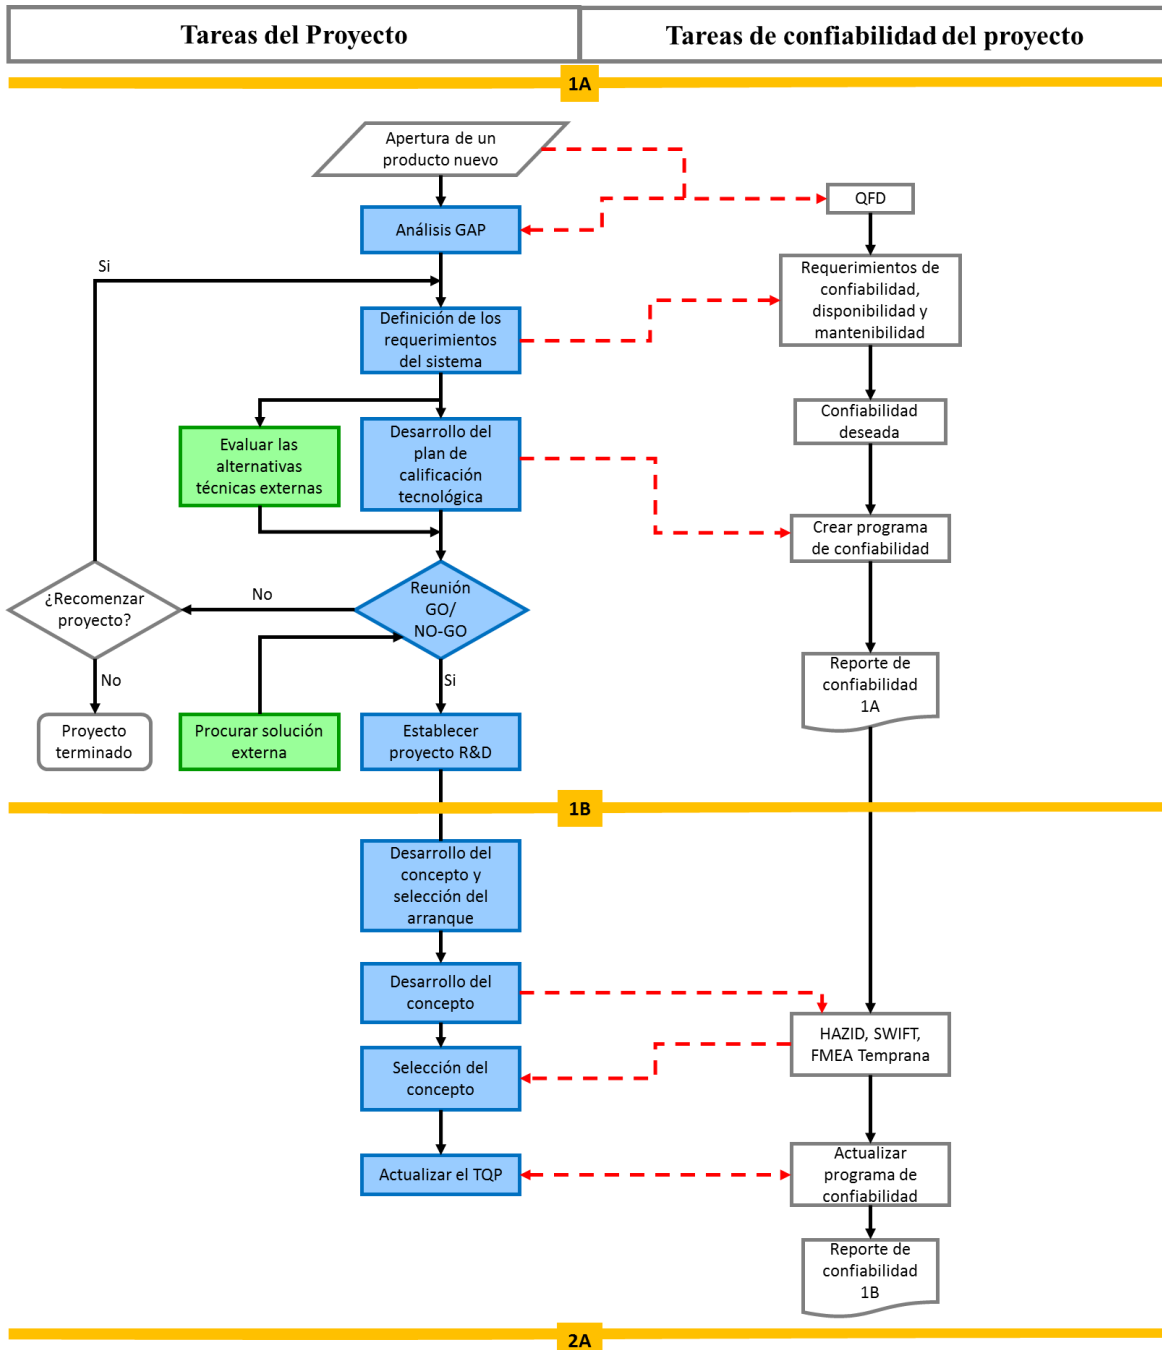 Tareas del Proyecto
Tareas de confiabilidad del proyecto
1A
Apertura de un
producto nuevo
QFD
Análisis GAP
Si
Requerimientos de
confiabilidad,
disponibilidad y
mantenibilidad
Definición de los
requerimientos
del sistema
Confiabilidad
deseada
Evaluar las
alternativas
técnicas externas
Desarrollo del
plan de
calificación
tecnológica
Crear programa
de confiabilidad
¿Recomenzar
proyecto?
No
Reunión
GO/
NO-GO
No
Si
Reporte de
confiabilidad
1A
Proyecto
terminado
Procurar solución
externa
Establecer
proyecto R&D
1B
Desarrollo del
concepto y
selección del
arranque
Desarrollo del
concepto
HAZID, SWIFT,
FMEA Temprana
Selección del
concepto
Actualizar el TQP
Actualizar
programa de
confiabilidad
Reporte de
confiabilidad
1B
2A